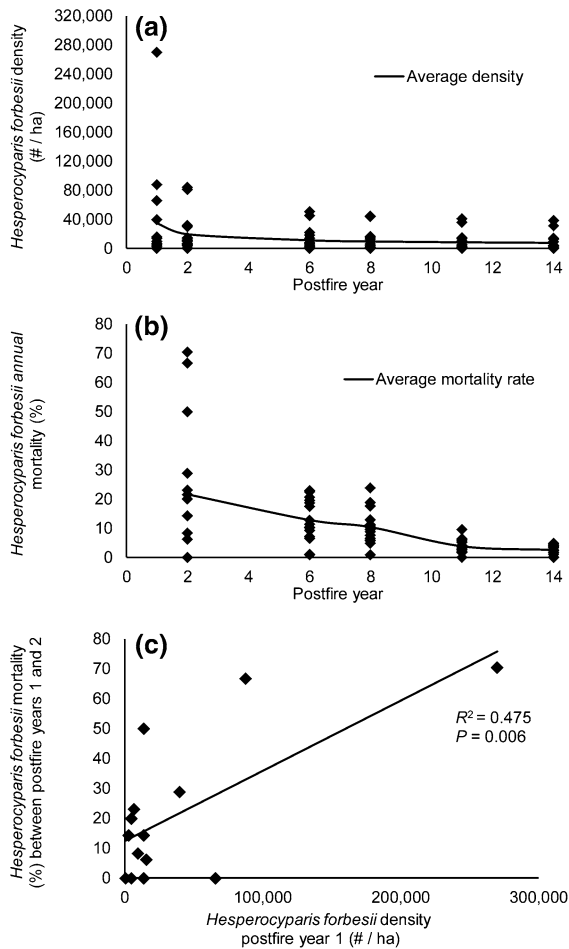 (a)
320,000
280,000
240,000
200,000
160,000
120,000
80,000
40,000
0
Hesperocyparis forbesii density
(# / ha)
Average density
0 2 4 6 8 10 12 14
Postfire year
(b)
80
70
60
50
40
30
20
10
0
Hesperocyparis forbesii annual
mortality (%)
Average mortality rate
0 2 4 6 8 10 12 14
Postfire year
(c)
80
70
60
50
40
30
20
10
0
Hesperocyparis forbesii mortality
(%) between postfire years 1 and 2
R² = 0.475
P = 0.006
0 100,000 200,000 300,000
Hesperocyparis forbesii density
postfire year 1 (# / ha)